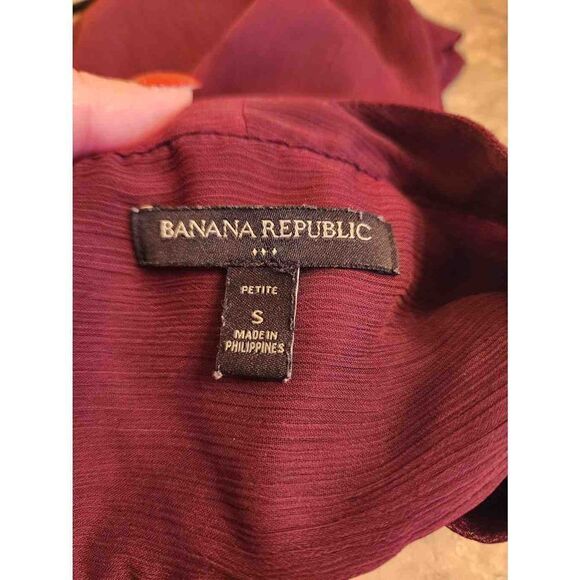 BANANA REPUBLIC
PETITE
S
MADE IN
PHILIPPINES